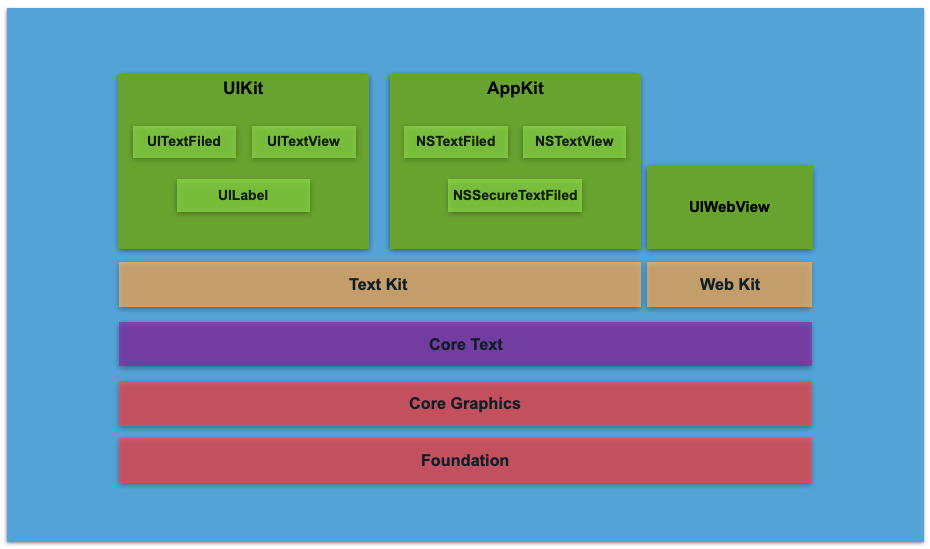 UIKit
UITextFiled
UITextView
UILabel
AppKit
NSTextFiled
NSTextView
NSSecureTextFiled
UIWebView
Text Kit
Web Kit
Core Text
Core Graphics
Foundation